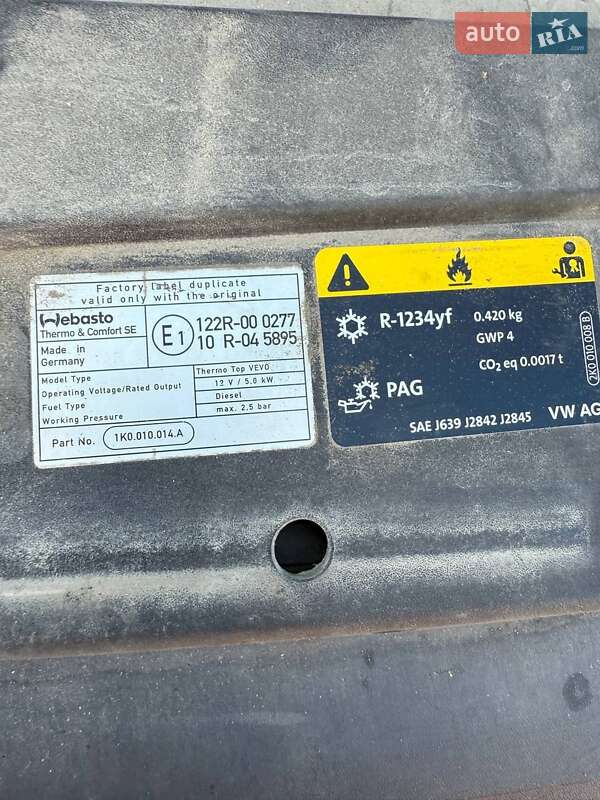 auto RIA .com
Factory label duplicate
valid only with the original
Webasto
Thermo & Comfort SE
Made in
Germany
E1
122R-00 0277
10 R-04 5895
Model Type Thermo Top VEVO
Operating Voltage/Rated Output 12 V / 5.0 kW
Fuel Type Diesel
Working Pressure max. 2.5 bar
Part No. 1K0.010.014.A
R-1234yf 0.420 kg
GWP 4
CO₂ eq 0.0017 t
PAG
SAE J639 J2842 J2845 VW AG
2K0 010 008 B